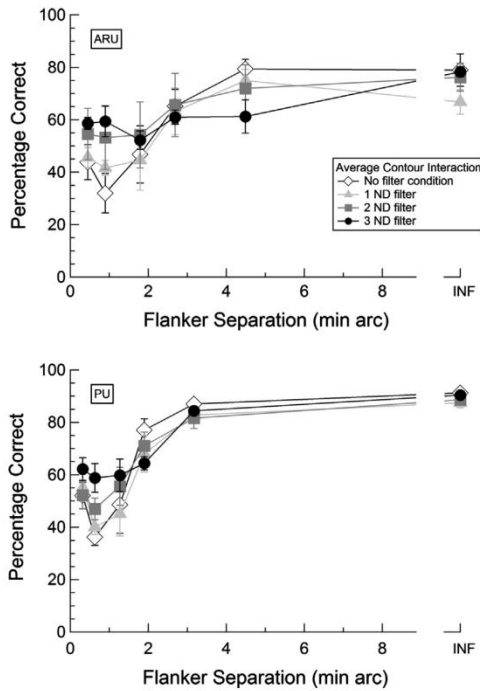 100
ARU
80
60
40
20
0
Percentage Correct
Average Contour Interaction
No filter condition
1 ND filter
2 ND filter
3 ND filter
0 2 4 6 8 INF
Flanker Separation (min arc)
100
PU
80
60
40
20
0
Percentage Correct
0 2 4 6 8 INF
Flanker Separation (min arc)